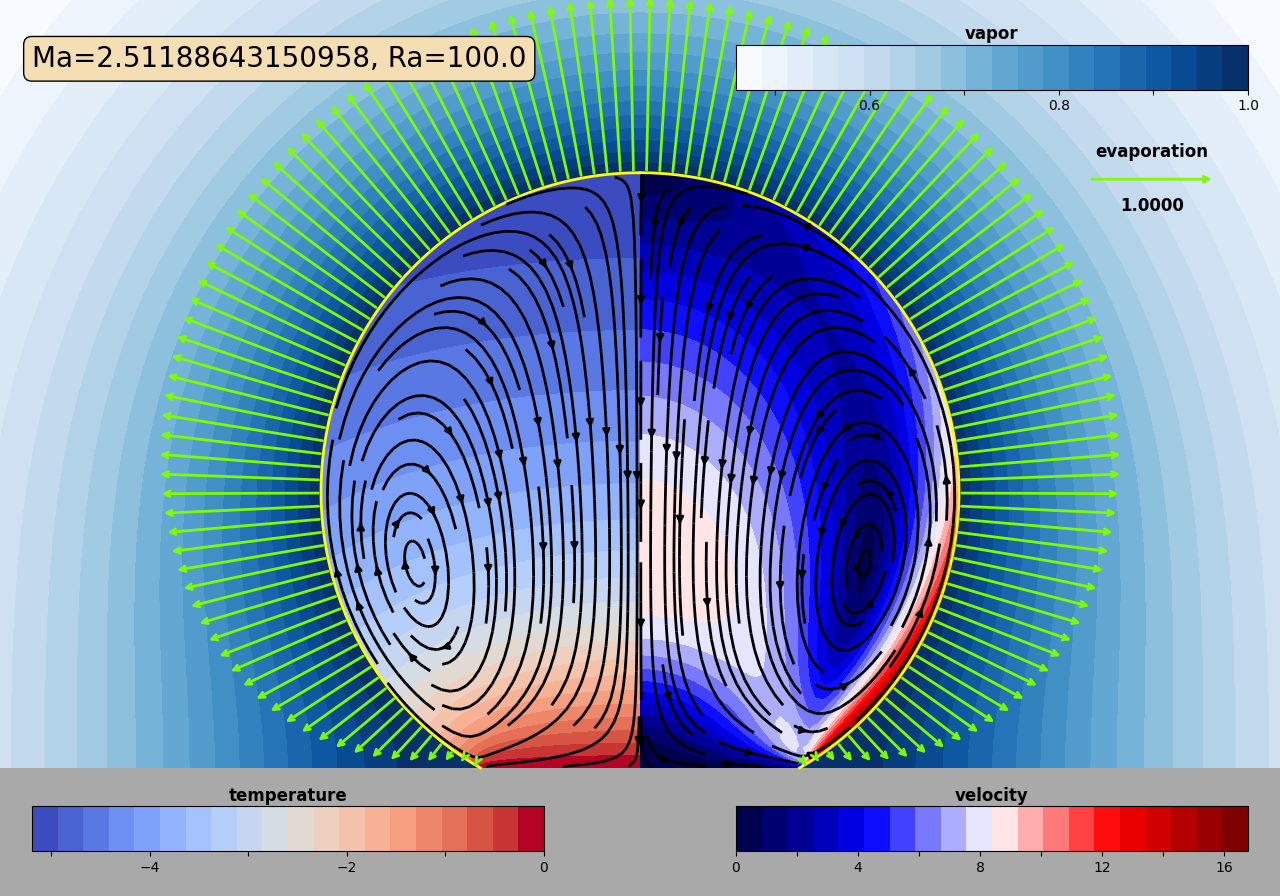 Ma=2.51188643150958, Ra=100.0
vapor
0.6 0.8 1.0
evaporation
1.0000
temperature
−4 −2 0
velocity
0 4 8 12 16